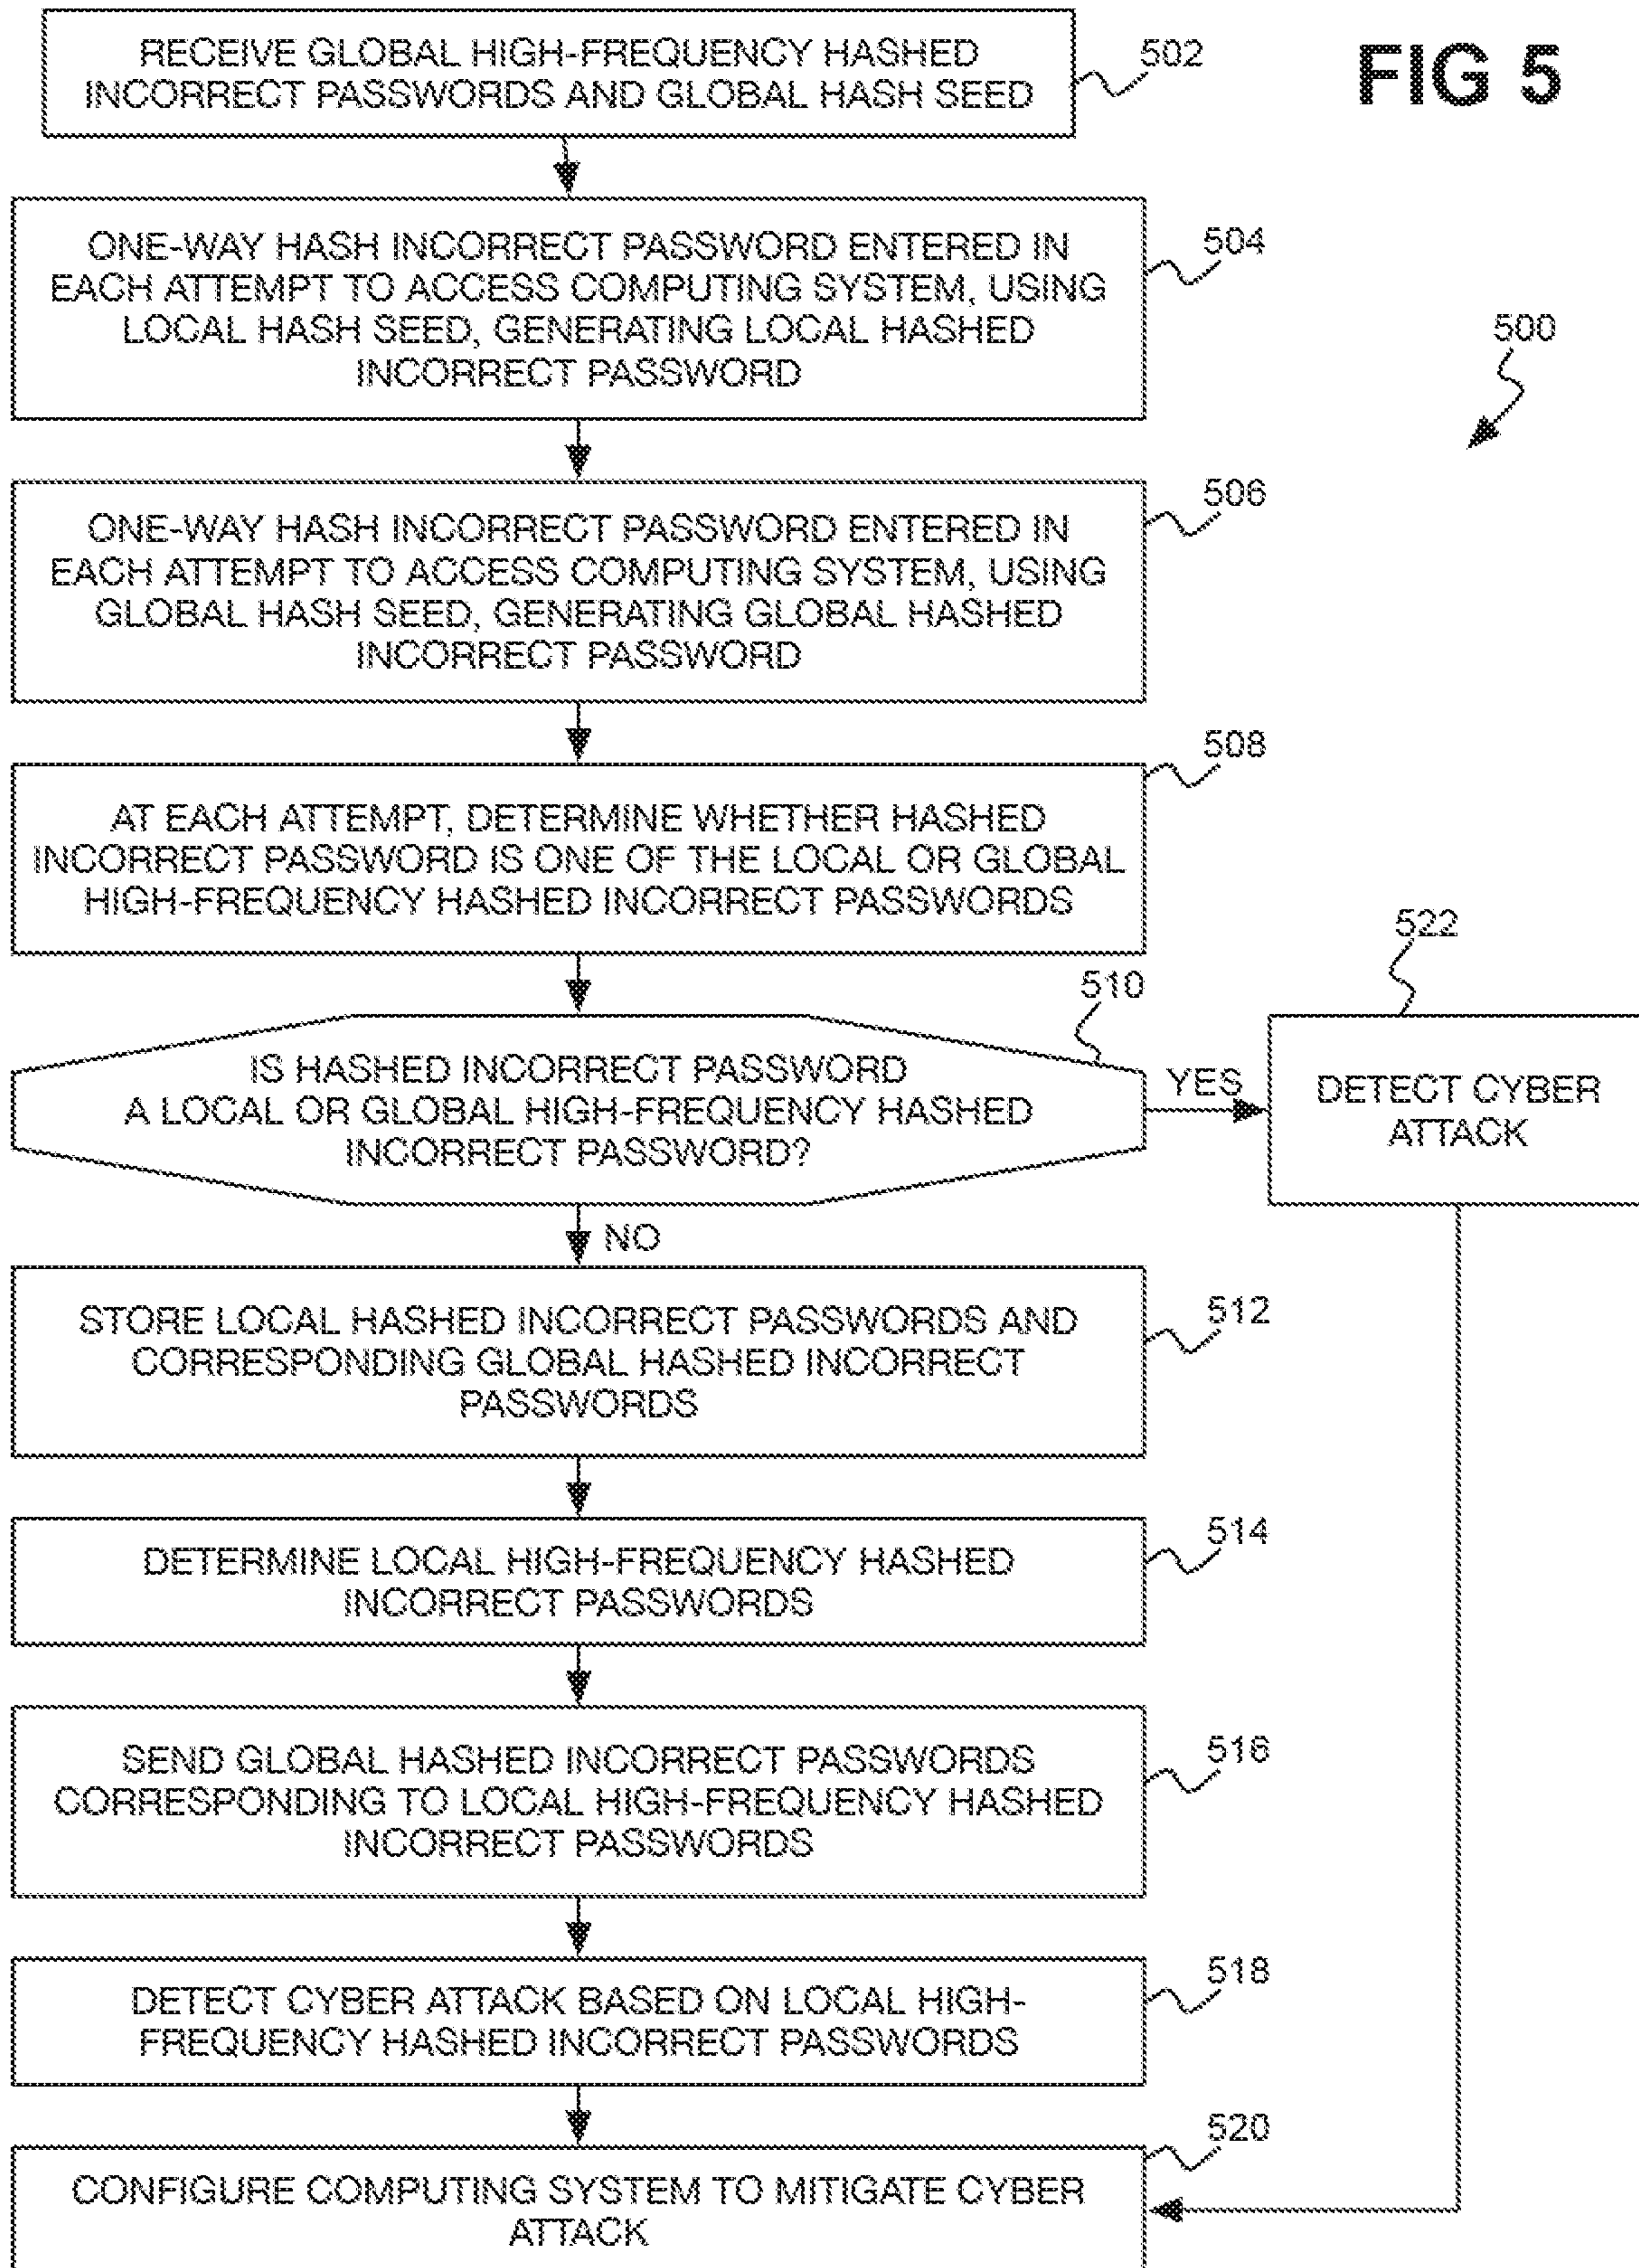 FIG 5
RECEIVE GLOBAL HIGH-FREQUENCY HASHED
INCORRECT PASSWORDS AND GLOBAL HASH SEED
502
ONE-WAY HASH INCORRECT PASSWORD ENTERED IN
EACH ATTEMPT TO ACCESS COMPUTING SYSTEM, USING
LOCAL HASH SEED, GENERATING LOCAL HASHED
INCORRECT PASSWORD
504
500
ONE-WAY HASH INCORRECT PASSWORD ENTERED IN
EACH ATTEMPT TO ACCESS COMPUTING SYSTEM, USING
GLOBAL HASH SEED, GENERATING GLOBAL HASHED
INCORRECT PASSWORD
506
AT EACH ATTEMPT, DETERMINE WHETHER HASHED
INCORRECT PASSWORD IS ONE OF THE LOCAL OR GLOBAL
HIGH-FREQUENCY HASHED INCORRECT PASSWORDS
508
IS HASHED INCORRECT PASSWORD
A LOCAL OR GLOBAL HIGH-FREQUENCY HASHED
INCORRECT PASSWORD?
510
YES
DETECT CYBER
ATTACK
522
NO
STORE LOCAL HASHED INCORRECT PASSWORDS AND
CORRESPONDING GLOBAL HASHED INCORRECT
PASSWORDS
512
DETERMINE LOCAL HIGH-FREQUENCY HASHED
INCORRECT PASSWORDS
514
SEND GLOBAL HASHED INCORRECT PASSWORDS
CORRESPONDING TO LOCAL HIGH-FREQUENCY HASHED
INCORRECT PASSWORDS
516
DETECT CYBER ATTACK BASED ON LOCAL HIGH-
FREQUENCY HASHED INCORRECT PASSWORDS
518
CONFIGURE COMPUTING SYSTEM TO MITIGATE CYBER
ATTACK
520